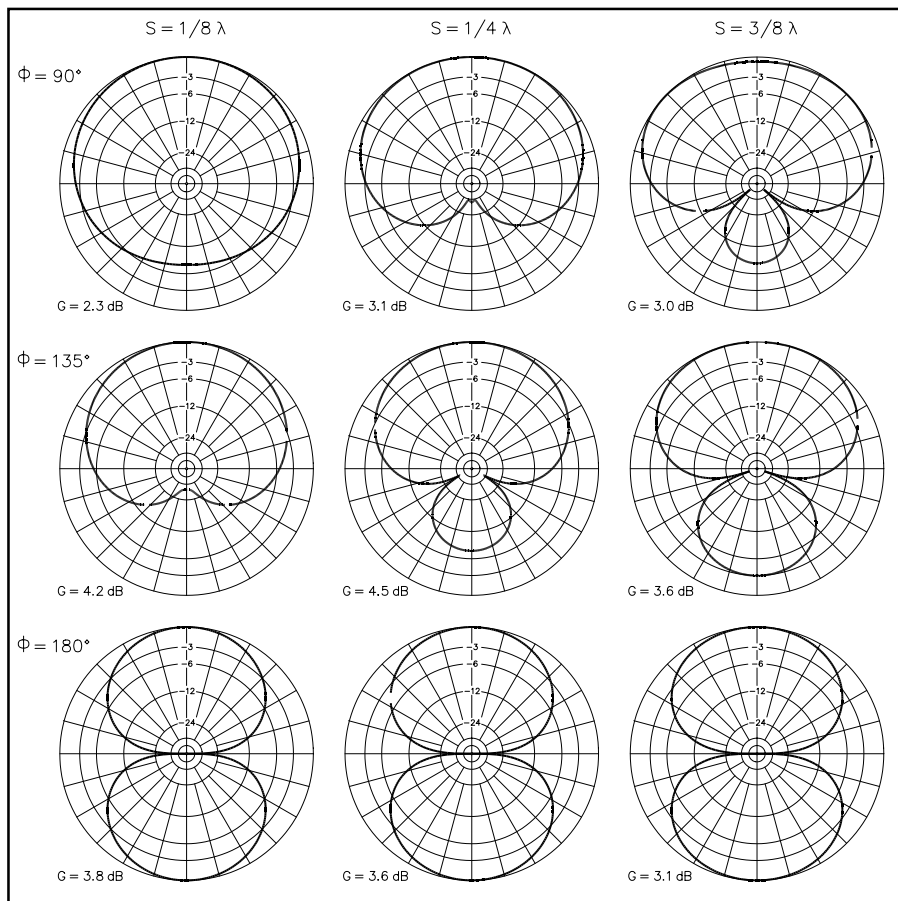 S = 1/8 λ S = 1/4 λ S = 3/8 λ
Φ = 90°
-3 -3 -3
-6 -6 -6
-12 -12 -12
-24 -24 -24
G = 2.3 dB G = 3.1 dB G = 3.0 dB
Φ = 135°
-3 -3 -3
-6 -6 -6
-12 -12 -12
-24 -24 -24
G = 4.2 dB G = 4.5 dB G = 3.6 dB
Φ = 180°
-3 -3 -3
-6 -6 -6
-12 -12 -12
-24 -24 -24
G = 3.8 dB G = 3.6 dB G = 3.1 dB